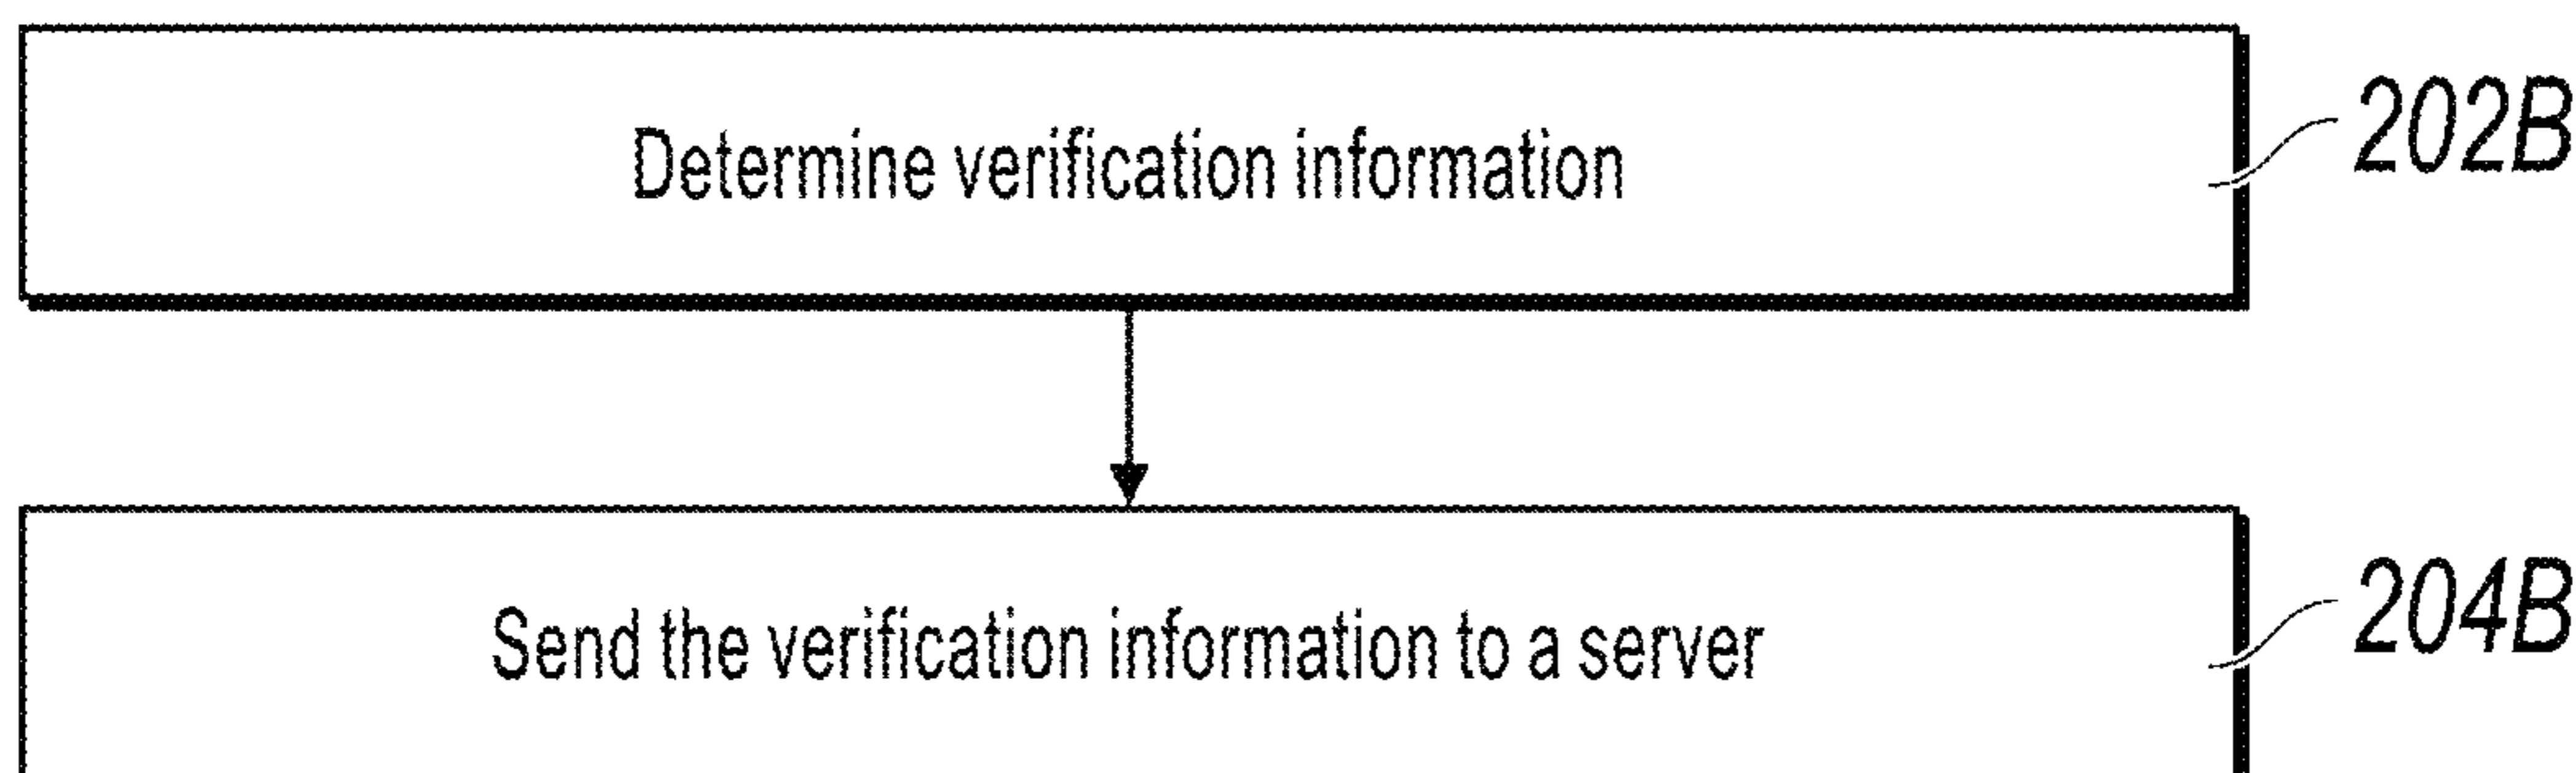 Determine verification information
202B
Send the verification information to a server
204B